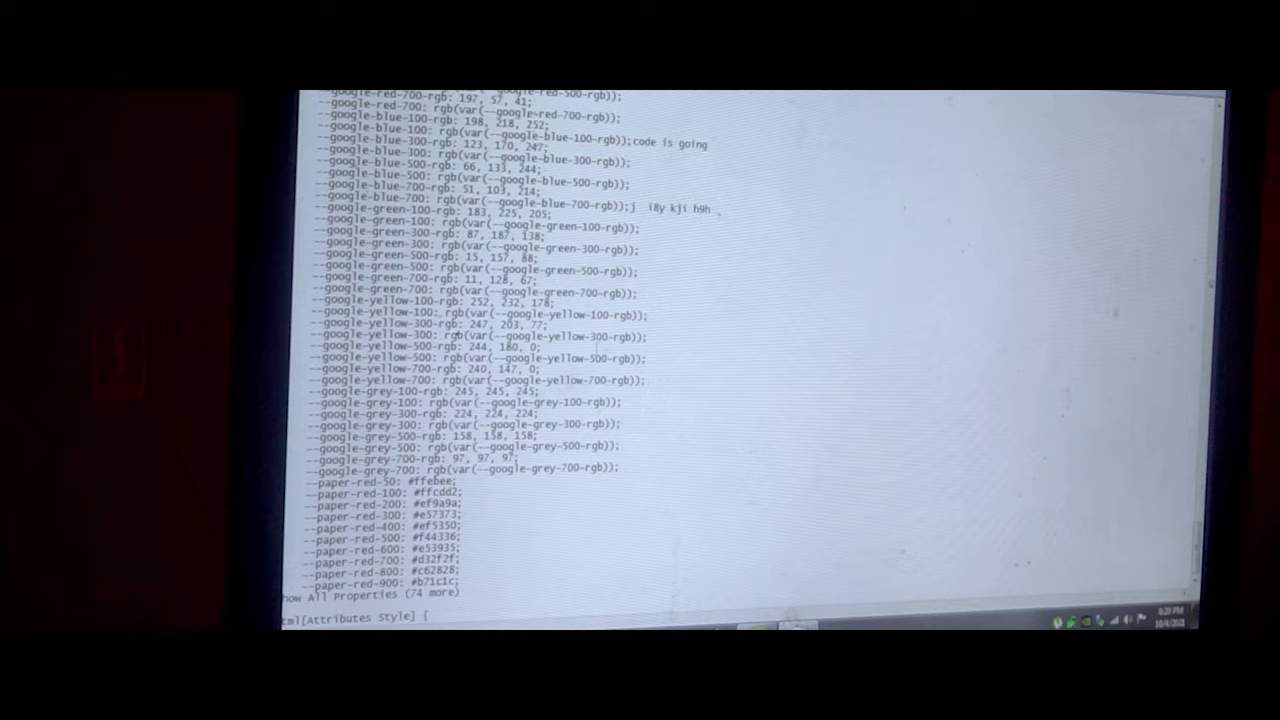 --google-red-700-rgb: 197, 57, 41;
--google-red-700: rgb(var(--google-red-700-rgb));
--google-blue-100-rgb: 198, 218, 252;
--google-blue-100: rgb(var(--google-blue-100-rgb));code is going
--google-blue-300-rgb: 123, 170, 247;
--google-blue-300: rgb(var(--google-blue-300-rgb));
--google-blue-500-rgb: 66, 133, 244;
--google-blue-500: rgb(var(--google-blue-500-rgb));
--google-blue-700-rgb: 51, 103, 214;
--google-blue-700: rgb(var(--google-blue-700-rgb));j i8y kji h9h
--google-green-100-rgb: 183, 225, 205;
--google-green-100: rgb(var(--google-green-100-rgb));
--google-green-300-rgb: 87, 187, 138;
--google-green-300: rgb(var(--google-green-300-rgb));
--google-green-500-rgb: 15, 157, 88;
--google-green-500: rgb(var(--google-green-500-rgb));
--google-green-700-rgb: 11, 128, 67;
--google-green-700: rgb(var(--google-green-700-rgb));
--google-yellow-100-rgb: 252, 232, 178;
--google-yellow-100: rgb(var(--google-yellow-100-rgb));
--google-yellow-300-rgb: 247, 203, 77;
--google-yellow-300: rgb(var(--google-yellow-300-rgb));
--google-yellow-500-rgb: 244, 180, 0;
--google-yellow-500: rgb(var(--google-yellow-500-rgb));
--google-yellow-700-rgb: 240, 147, 0;
--google-yellow-700: rgb(var(--google-yellow-700-rgb));
--google-grey-100-rgb: 245, 245, 245;
--google-grey-100: rgb(var(--google-grey-100-rgb));
--google-grey-300-rgb: 224, 224, 224;
--google-grey-300: rgb(var(--google-grey-300-rgb));
--google-grey-500-rgb: 158, 158, 158;
--google-grey-500: rgb(var(--google-grey-500-rgb));
--google-grey-700-rgb: 97, 97, 97;
--google-grey-700: rgb(var(--google-grey-700-rgb));
--paper-red-50: #ffebee;
--paper-red-100: #ffcdd2;
--paper-red-200: #ef9a9a;
--paper-red-300: #e57373;
--paper-red-400: #ef5350;
--paper-red-500: #f44336;
--paper-red-600: #e53935;
--paper-red-700: #d32f2f;
--paper-red-800: #c62828;
--paper-red-900: #b71c1c;
how All Properties (74 more)
tml[Attributes Style] {
6:20 PM
10/4/2021